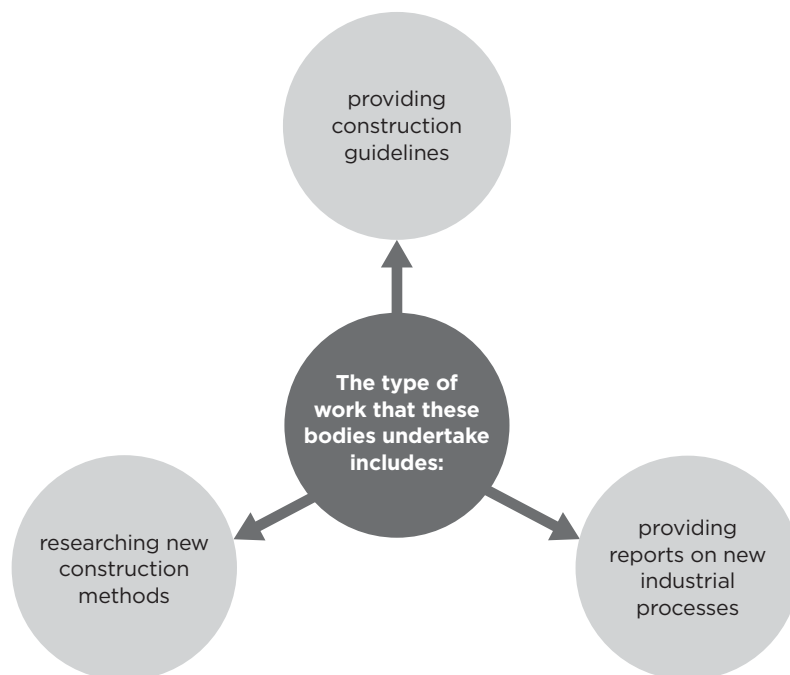 providing
construction
guidelines
The type of
work that these
bodies undertake
includes:
researching new
construction
methods
providing
reports on new
industrial
processes